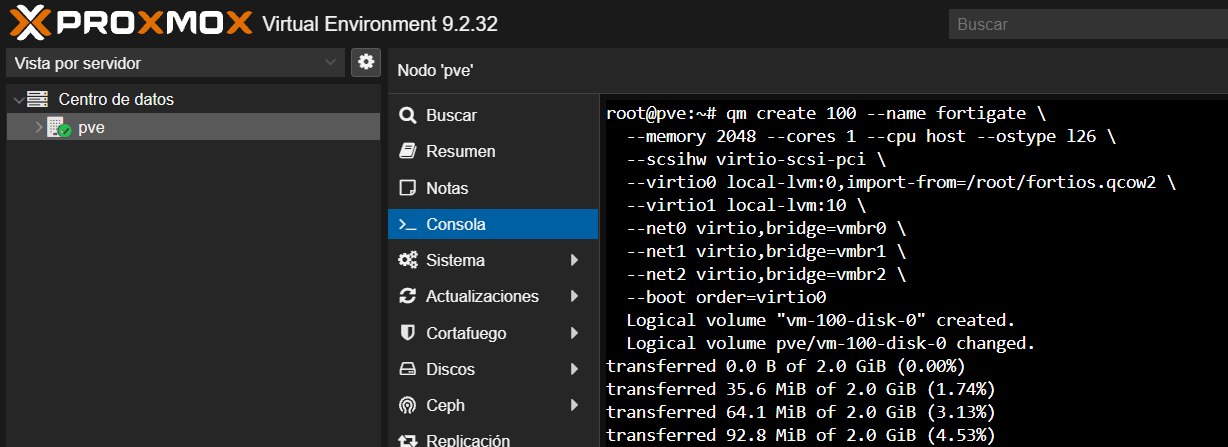 PROXMOX Virtual Environment 9.2.32
Buscar
Vista por servidor
Centro de datos
pve
Nodo 'pve'
Buscar
Resumen
Notas
Consola
Sistema
Actualizaciones
Cortafuego
Discos
Ceph
Replicación
root@pve:~# qm create 100 --name fortigate \
  --memory 2048 --cores 1 --cpu host --ostype l26 \
  --scsihw virtio-scsi-pci \
  --virtio0 local-lvm:0,import-from=/root/fortios.qcow2 \
  --virtio1 local-lvm:10 \
  --net0 virtio,bridge=vmbr0 \
  --net1 virtio,bridge=vmbr1 \
  --net2 virtio,bridge=vmbr2 \
  --boot order=virtio0
  Logical volume "vm-100-disk-0" created.
  Logical volume pve/vm-100-disk-0 changed.
transferred 0.0 B of 2.0 GiB (0.00%)
transferred 35.6 MiB of 2.0 GiB (1.74%)
transferred 64.1 MiB of 2.0 GiB (3.13%)
transferred 92.8 MiB of 2.0 GiB (4.53%)